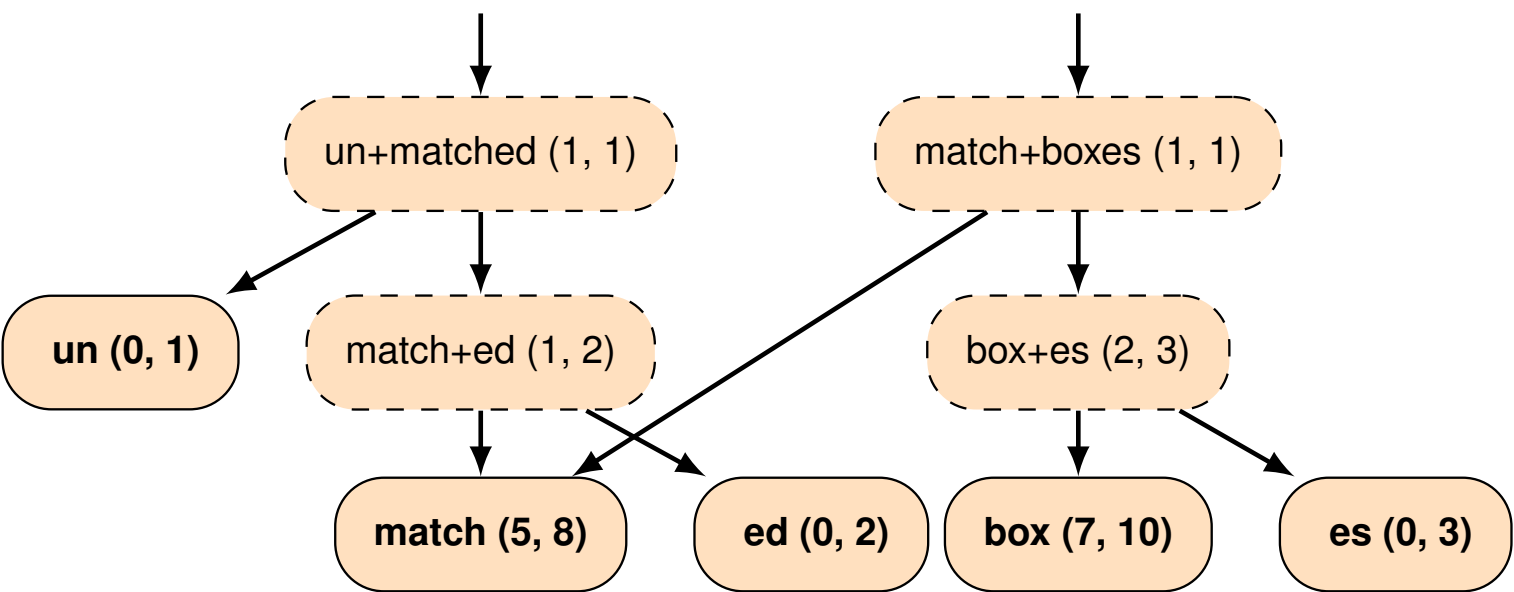 un+matched (1, 1)
match+boxes (1, 1)
un (0, 1)
match+ed (1, 2)
box+es (2, 3)
match (5, 8)
ed (0, 2)
box (7, 10)
es (0, 3)